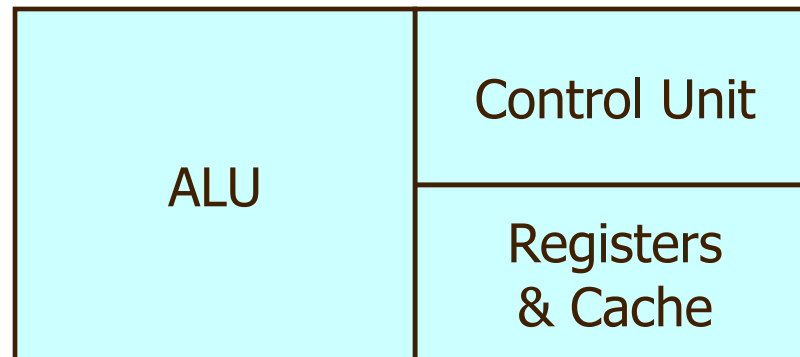 ALU
Control Unit
Registers
& Cache